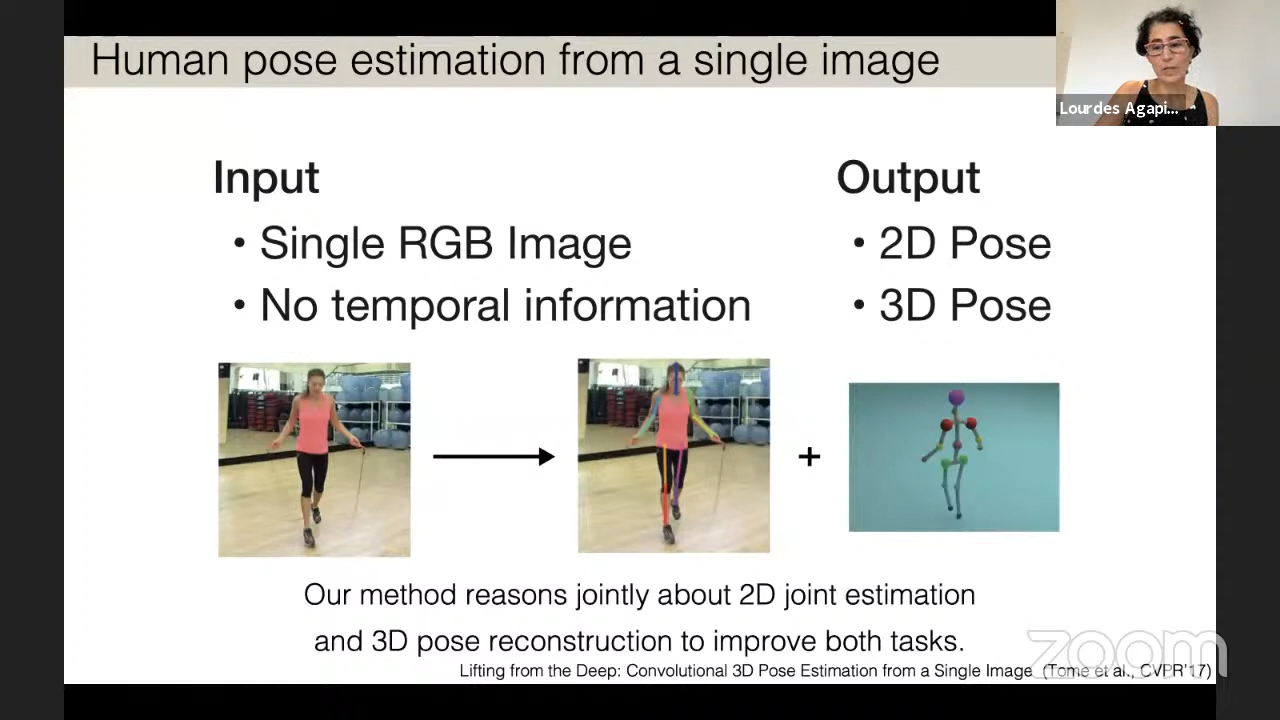 Human pose estimation from a single image
Lourdes Agapi...
Input
• Single RGB Image
• No temporal information
Output
• 2D Pose
• 3D Pose
+
Our method reasons jointly about 2D joint estimation
and 3D pose reconstruction to improve both tasks.
zoom
Lifting from the Deep: Convolutional 3D Pose Estimation from a Single Image (Tome et al., CVPR'17)